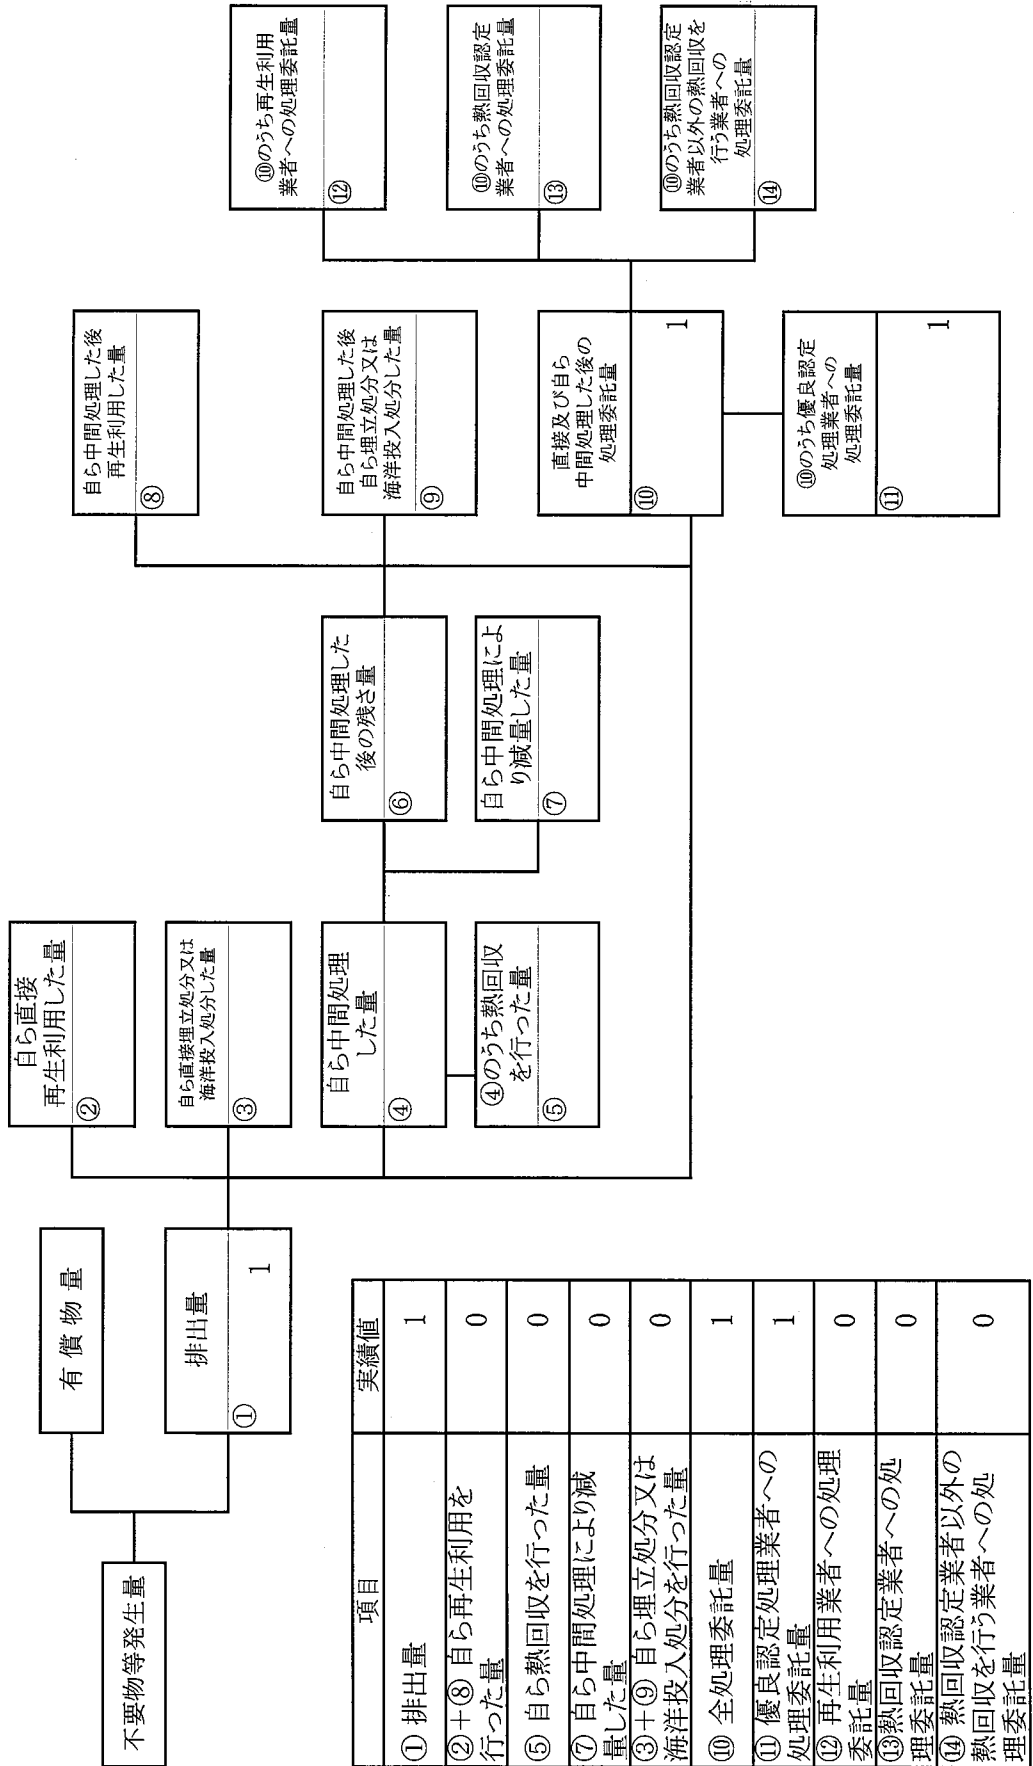 不要物等発生量
有償物量
排出量
① 1
自ら直接
再生利用した量
②
自ら直接埋立処分又は
海洋投入処分した量
③
自ら中間処理
した量
④
④のうち熱回収
を行った量
⑤
自ら中間処理した
後の残さ量
⑥
自ら中間処理によ
り減量した量
⑦
自ら中間処理した後
再生利用した量
⑧
自ら中間処理した後
自ら埋立処分又は
海洋投入処分した量
⑨
直接及び自ら
中間処理した後の
処理委託量
⑩ 1
⑩のうち優良認定
処理業者への
処理委託量
⑪ 1
⑩のうち再生利用
業者への処理委託量
⑫
⑩のうち熱回収認定
業者への処理委託量
⑬
⑩のうち熱回収認定
業者以外の熱回収を
行う業者への
処理委託量
⑭
項目 実績値
①排出量 1
②+⑧ 自ら再生利用を
行った量 0
⑤ 自ら熱回収を行った量 0
⑦ 自ら中間処理により減
量した量 0
③+⑨ 自ら埋立処分又は
海洋投入処分を行った量 0
⑩ 全処理委託量 1
⑪ 優良認定処理業者への
処理委託量 1
⑫ 再生利用業者への処理
委託量 0
⑬熱回収認定業者への処
理委託量 0
⑭ 熱回収認定業者以外の
熱回収を行う業者への処
理委託量 0